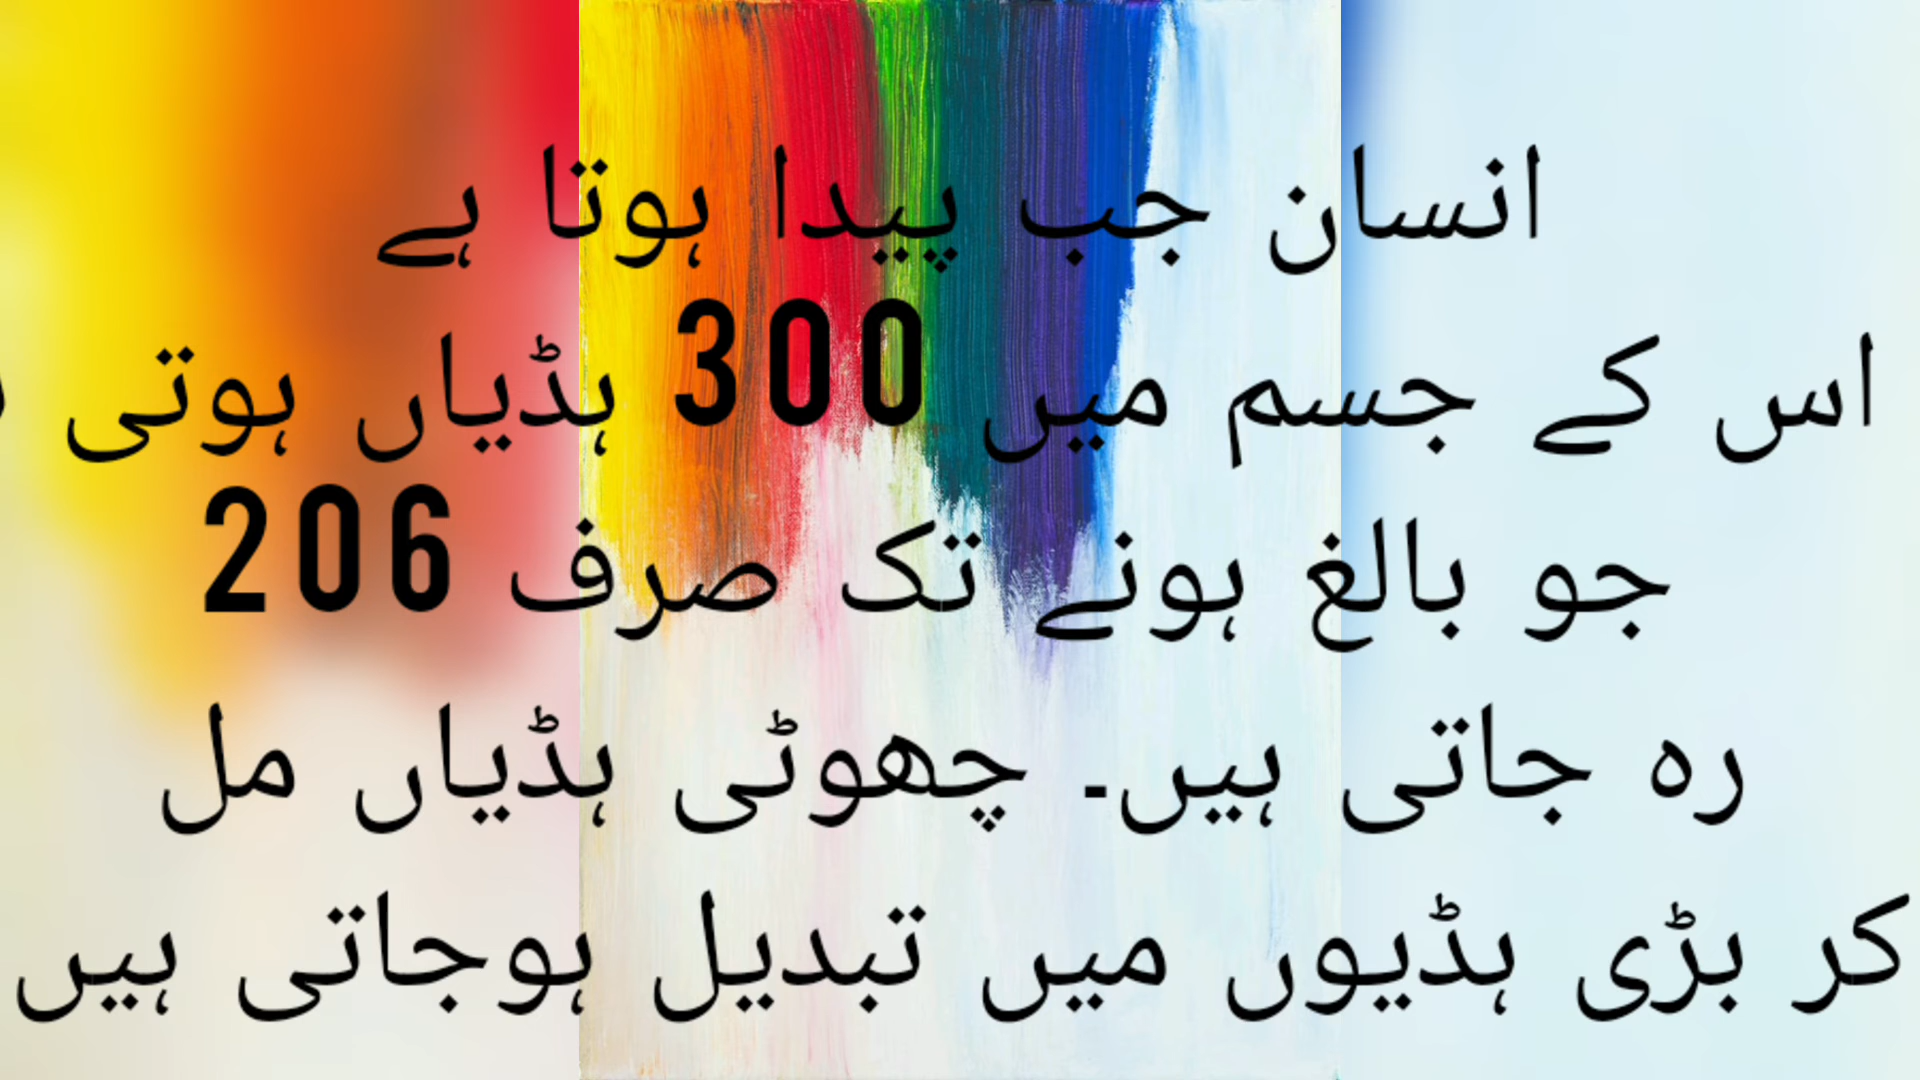 انسان جب پیدا ہوتا ہے
اس کے جسم میں 300 ہڈیاں ہوتی
جو بالغ ہونے تک صرف 206
رہ جاتی ہیں۔ چھوٹی ہڈیاں مل
کر بڑی ہڈیوں میں تبدیل ہوجاتی ہیں